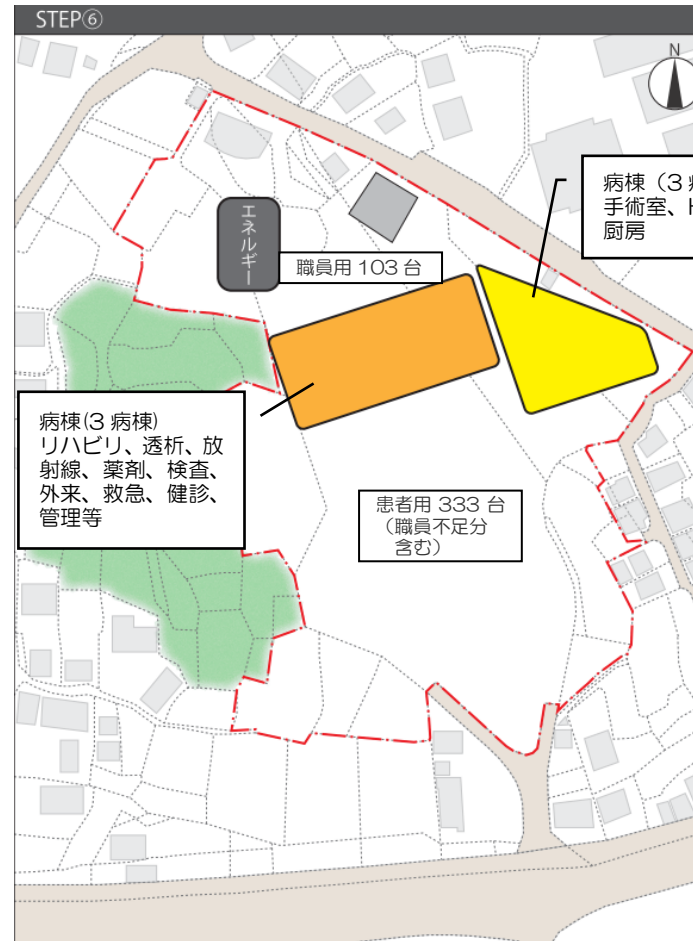 STEP⑥
N
病棟（3
手術室、
厨房
エネルギー
職員用 103 台
病棟(3 病棟)
リハビリ、透析、放
射線、薬剤、検査、
外来、救急、健診、
管理等
患者用 333 台
（職員不足分
含む）